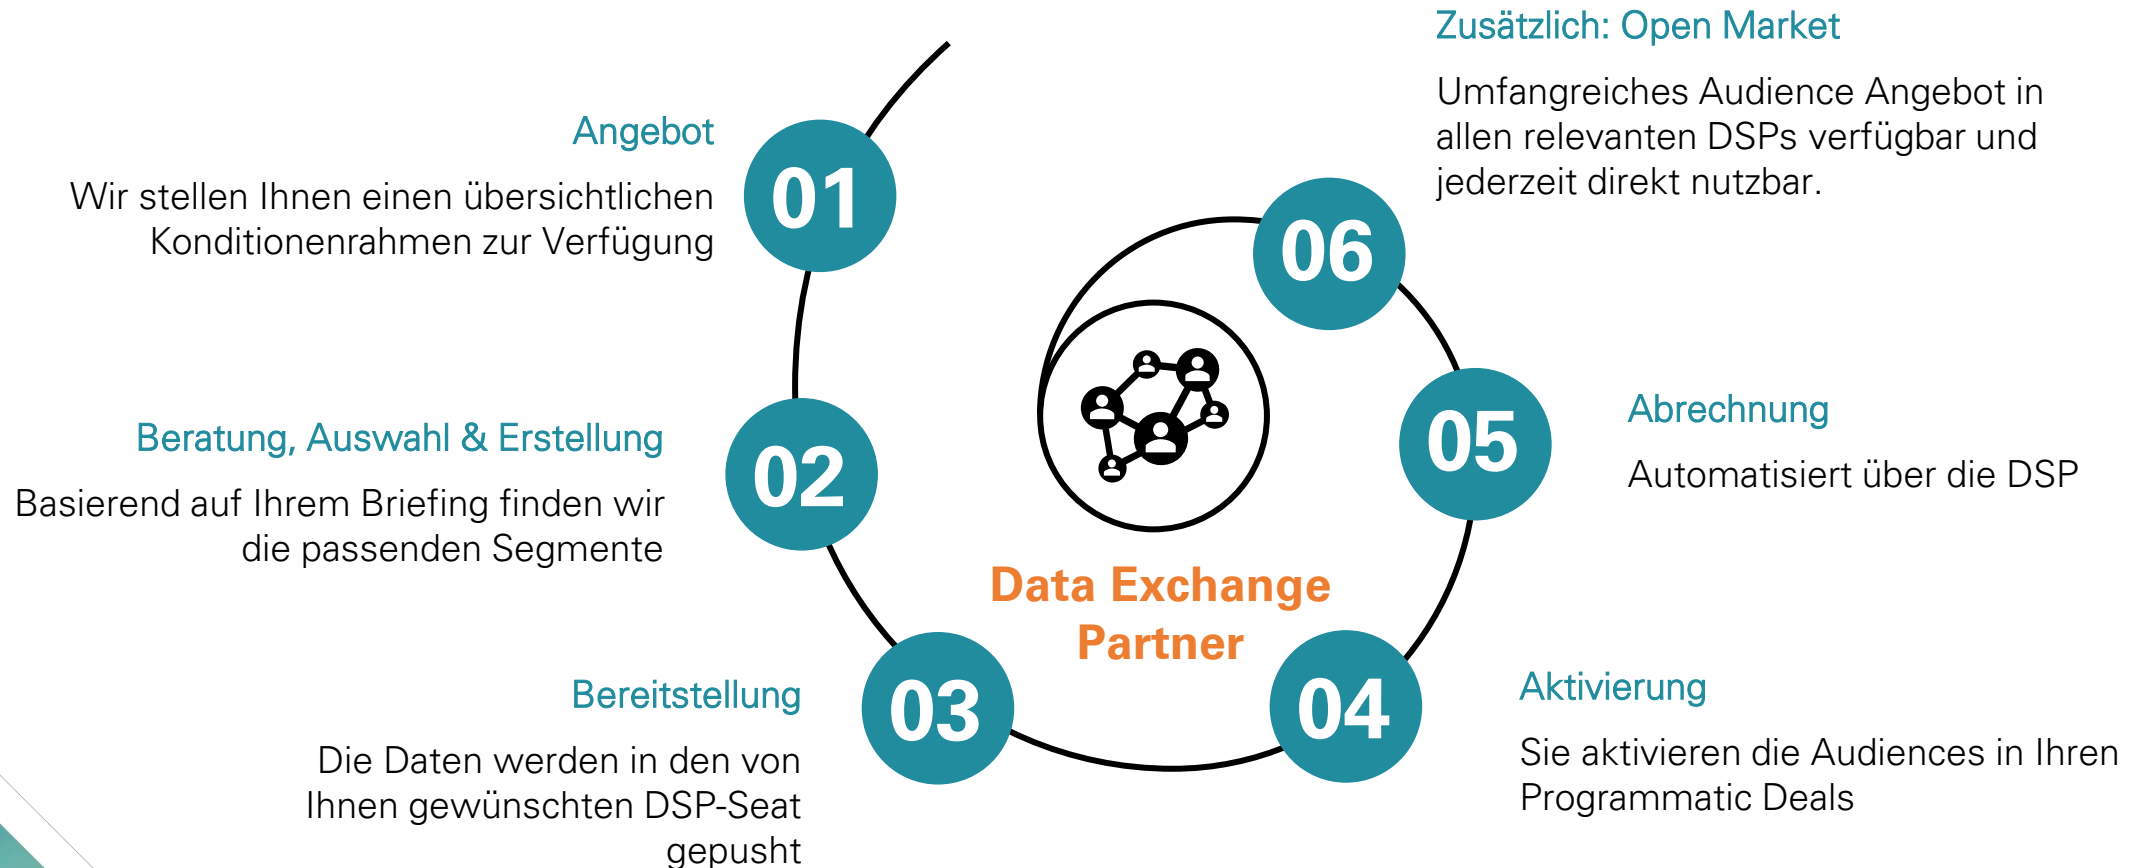 01
Angebot
Wir stellen Ihnen einen übersichtlichen
Konditionenrahmen zur Verfügung
02
Beratung, Auswahl & Erstellung
Basierend auf Ihrem Briefing finden wir
die passenden Segmente
03
Bereitstellung
Die Daten werden in den von
Ihnen gewünschten DSP-Seat
gepusht
Data Exchange
Partner
04
Aktivierung
Sie aktivieren die Audiences in Ihren
Programmatic Deals
05
Abrechnung
Automatisiert über die DSP
06
Zusätzlich: Open Market
Umfangreiches Audience Angebot in
allen relevanten DSPs verfügbar und
jederzeit direkt nutzbar.